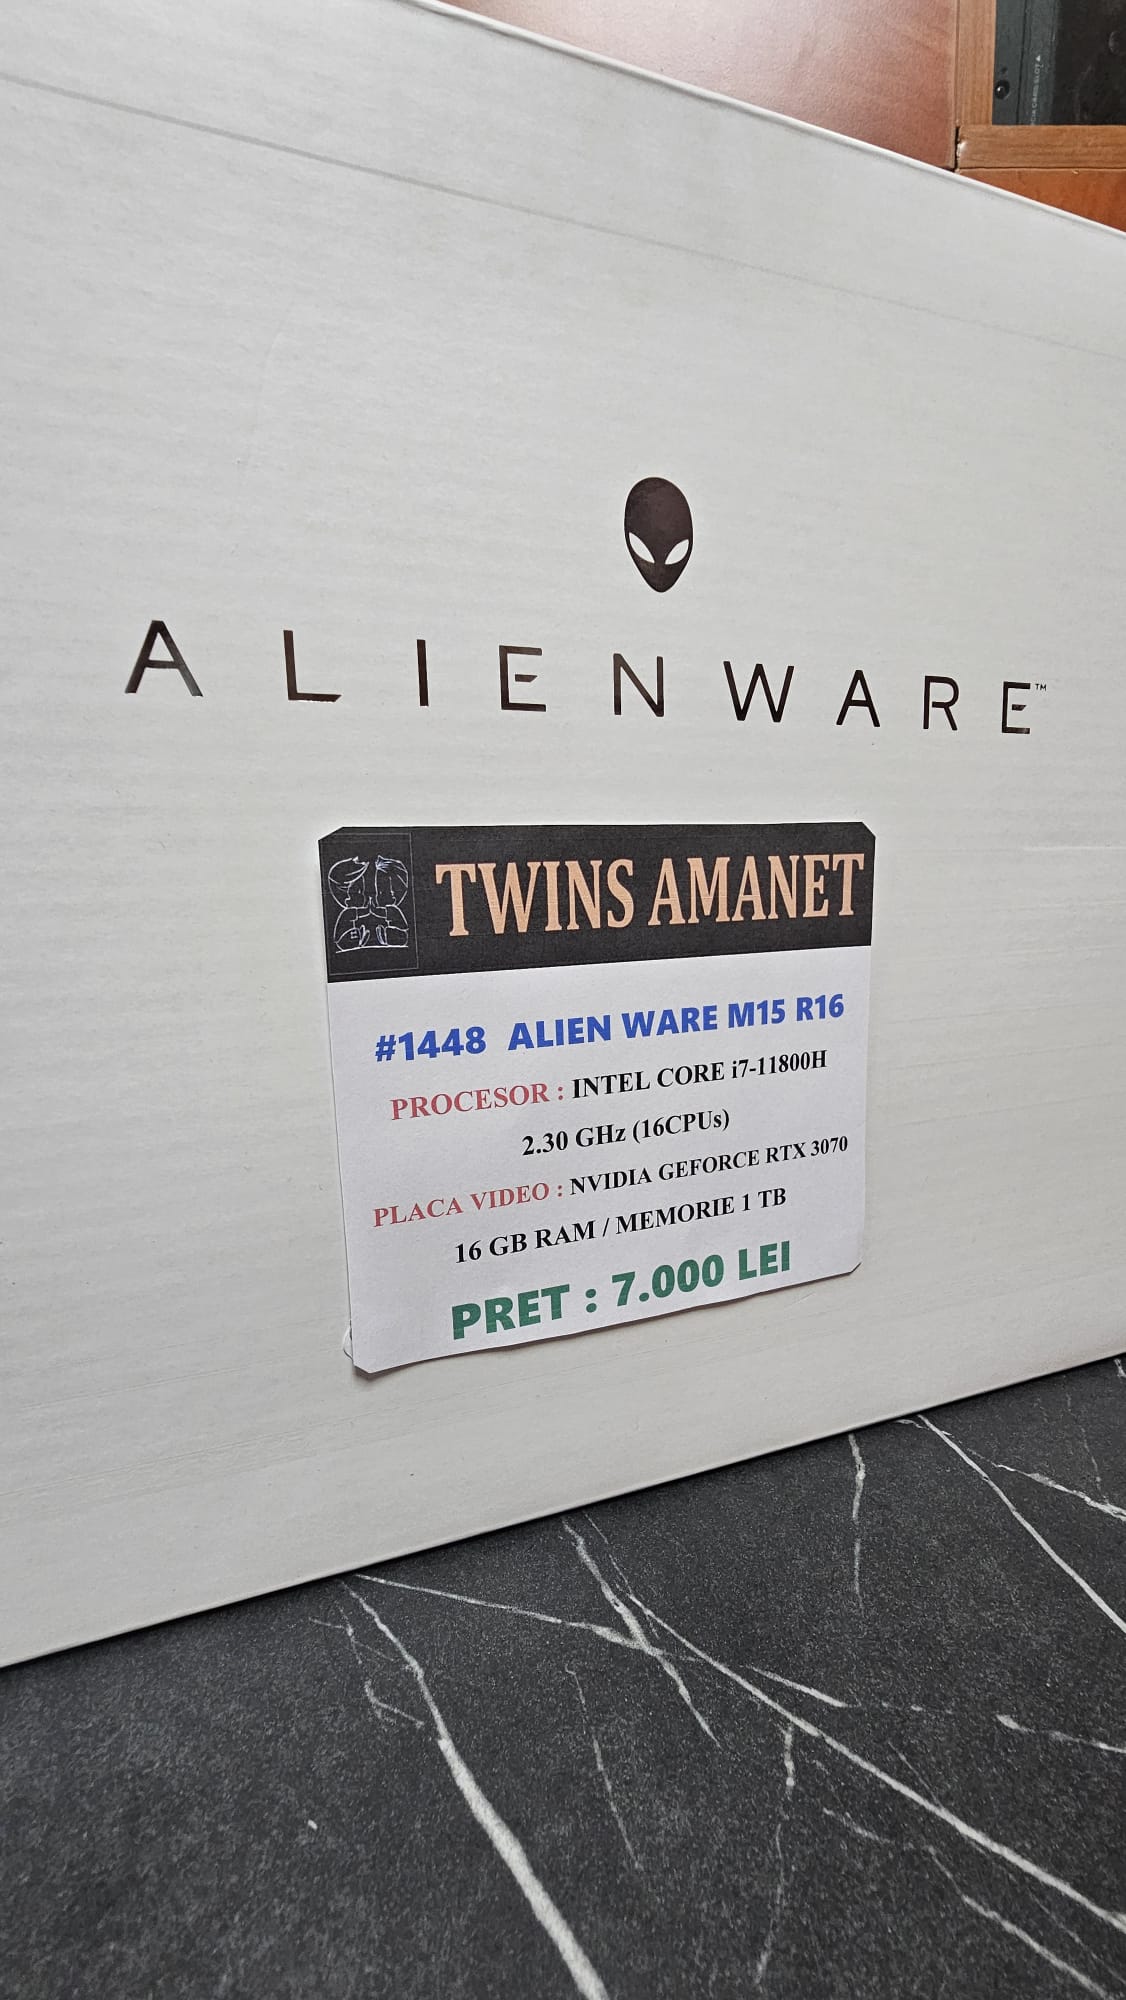 ALIENWARE™
TWINS AMANET
#1448 ALIEN WARE M15 R16
PROCESOR : INTEL CORE i7-11800H
2.30 GHz (16CPUs)
PLACA VIDEO : NVIDIA GEFORCE RTX 3070
16 GB RAM / MEMORIE 1 TB
PRET : 7.000 LEI